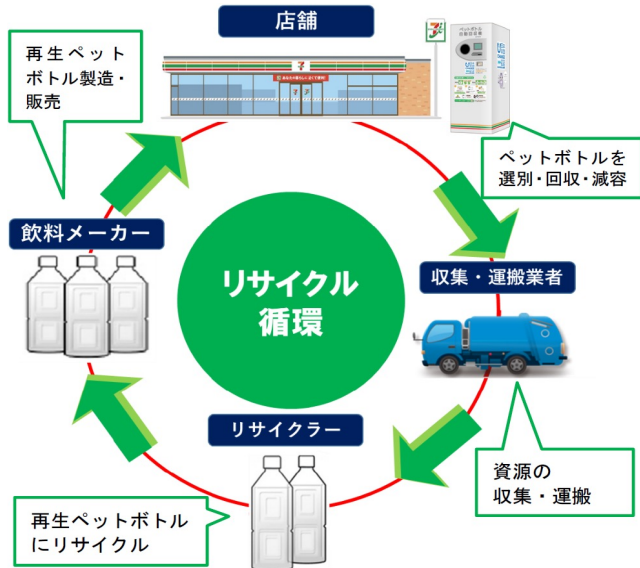 店舗
再生ペット
ボトル製造・
販売
ペットボトルを
選別・回収・減容
収集・運搬業者
資源の
収集・運搬
リサイクラー
再生ペットボトル
にリサイクル
飲料メーカー
リサイクル
循環